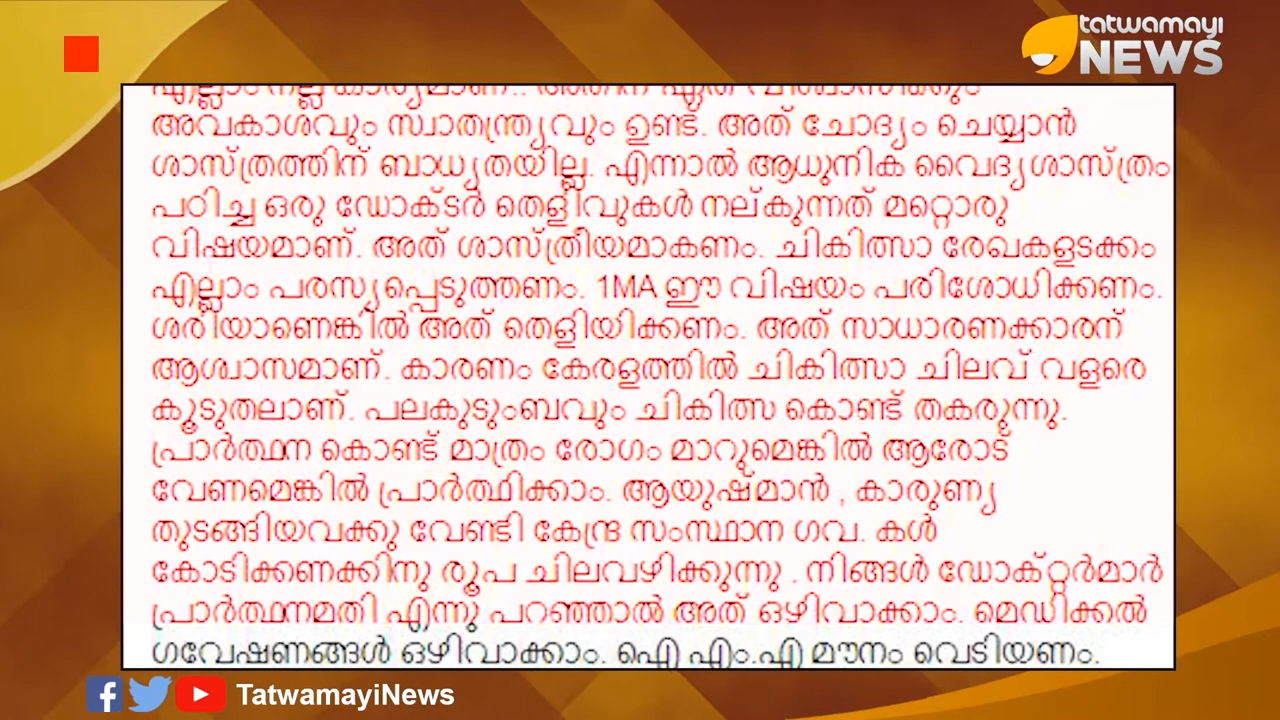 tatwamayi
NEWS
അവകാശവും സ്വാതന്ത്ര്യവും ഉണ്ട്. അത് ചോദ്യം ചെയ്യാൻ
ശാസ്ത്രത്തിന് ബാധ്യതയില്ല. എന്നാൽ ആധുനിക വൈദ്യശാസ്ത്രം
പഠിച്ച ഒരു ഡോക്ടർ തെളിവുകൾ നല്കുന്നത് മറ്റൊരു
വിഷയമാണ്. അത് ശാസ്ത്രീയമാകണം. ചികിത്സാ രേഖകളടക്കം
എല്ലാം പരസ്യപ്പെടുത്തണം. 1MA ഈ വിഷയം പരിശോധിക്കണം.
ശരിയാണെങ്കിൽ അത് തെളിയിക്കണം. അത് സാധാരണക്കാരന്
ആശ്വാസമാണ്. കാരണം കേരളത്തിൽ ചികിത്സാ ചിലവ് വളരെ
കൂടുതലാണ്. പലകുടുംബവും ചികിത്സ കൊണ്ട് തകരുന്നു.
പ്രാർത്ഥന കൊണ്ട് മാത്രം രോഗം മാറുമെങ്കിൽ ആരോട്
വേണമെങ്കിൽ പ്രാർത്ഥിക്കാം. ആയുഷ്മാൻ , കാരുണ്യ
തുടങ്ങിയവക്കു വേണ്ടി കേന്ദ്ര സംസ്ഥാന ഗവ. കൾ
കോടിക്കണക്കിനു രൂപ ചിലവഴിക്കുന്നു . നിങ്ങൾ ഡോക്റ്റർമാർ
പ്രാർത്ഥനമതി എന്നു പറഞ്ഞാൽ അത് ഒഴിവാക്കാം. മെഡിക്കൽ
ഗവേഷണങ്ങൾ ഒഴിവാക്കാം. ഐ എം.എ മൗനം വെടിയണം.
TatwamayiNews